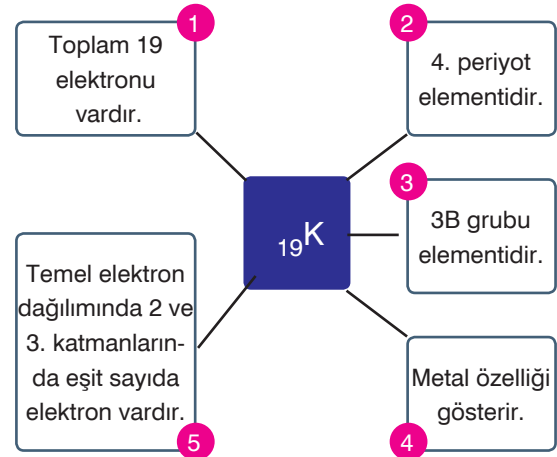 1
Toplam 19
elektronu
vardır.
2
4. periyot
elementidir.
3
3B grubu
elementidir.
19K
Temel elektron
dağılımında 2 ve
3. katmanların-
da eşit sayıda
elektron vardır.
5
Metal özelliği
gösterir.
4